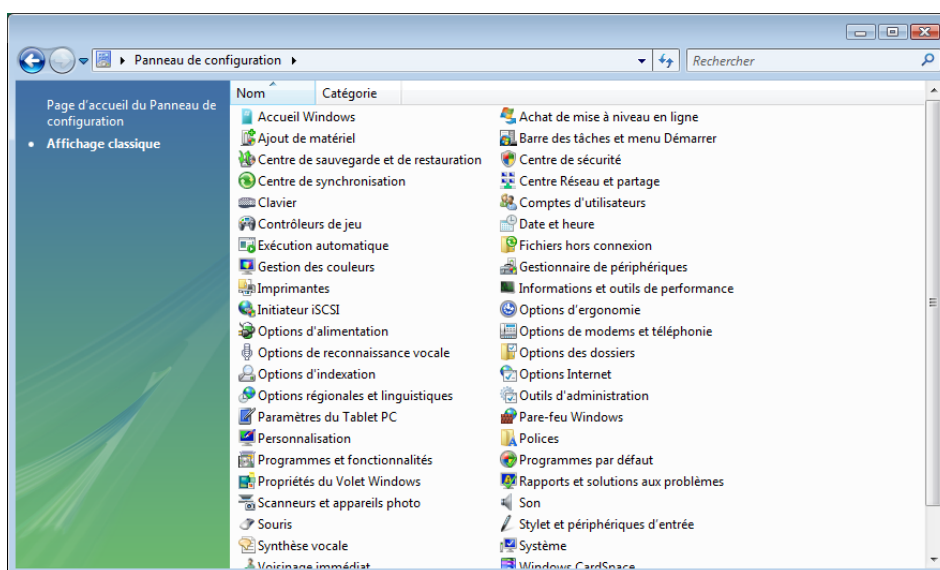 Panneau de configuration
Rechercher
Page d'accueil du Panneau de
configuration
Affichage classique
Nom Catégorie
Accueil Windows
Achat de mise à niveau en ligne
Ajout de matériel
Barre des tâches et menu Démarrer
Centre de sauvegarde et de restauration
Centre de sécurité
Centre de synchronisation
Centre Réseau et partage
Clavier
Comptes d'utilisateurs
Contrôleurs de jeu
Date et heure
Exécution automatique
Fichiers hors connexion
Gestion des couleurs
Gestionnaire de périphériques
Imprimantes
Informations et outils de performance
Initiateur iSCSI
Options d'ergonomie
Options d'alimentation
Options de modems et téléphonie
Options de reconnaissance vocale
Options des dossiers
Options d'indexation
Options Internet
Options régionales et linguistiques
Outils d'administration
Paramètres du Tablet PC
Pare-feu Windows
Personnalisation
Polices
Programmes et fonctionnalités
Programmes par défaut
Propriétés du Volet Windows
Rapports et solutions aux problèmes
Scanneurs et appareils photo
Son
Souris
Stylet et périphériques d'entrée
Synthèse vocale
Système
Voisinage immédiat
Windows CardSpace